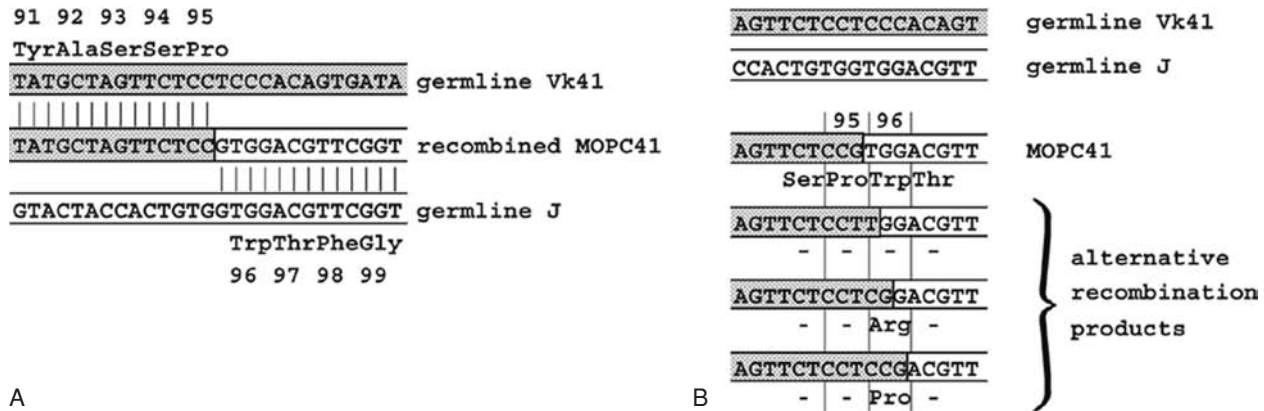 91 92 93 94 95
TyrAlaSerSerPro
TATGCTAGTTCTCCTCCCACAGTGATA germline Vk41
TATGCTAGTTCTCCGTGGACGTTCGGT recombined MOPC41
GTACTACCACTGTGGTGGACGTTCGGT germline J
TrpThrPheGly
96 97 98 99
A
AGTTCTCCTCCCACAGT germline Vk41
CCACTGTGGTGGACGTT germline J
95 96
AGTTCTCCGTGGACGTT MOPC41
SerProTrpThr
AGTTCTCCTTGGACGTT
- - - -
AGTTCTCCTCGGACGTT
- - Arg -
AGTTCTCCTCCGACGTT
- - Pro -
alternative
recombination
products
B